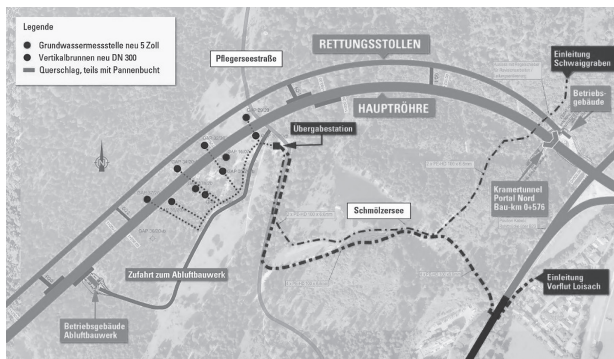 Legende
Grundwassermessstelle neu 5 Zoll
Vertikalbrunnen neu DN 300
Querschlag, teils mit Pannenbucht
Pflegerseestraße
RETTUNGSSTOLLEN
HAUPTRÖHRE
Einleitung
Schwaiggraben
Betriebs-
gebäude
Übergabestation
Kramertunnel
Portal Nord
Bau-km 0+576
Schmölzersee
Zufahrt zum Abluftbauwerk
Einleitung
Vorflut Loisach
Betriebsgebäude
Abluftbauwerk